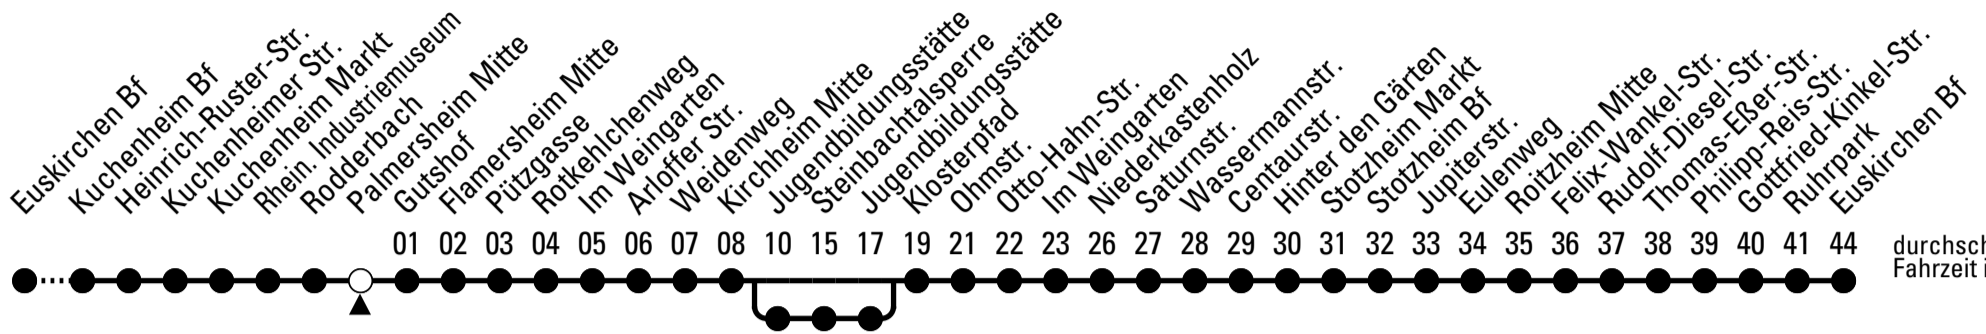 Euskirchen Bf
Kuchenheim Bf
Heinrich-Ruster-Str.
Kuchenheimer Str.
Kuchenheim Markt
Rhein. Industriemuseum
Rodderbach
Palmersheim Mitte
Gutshof
Flamersheim Mitte
Pützgasse
Rotkehlchenweg
Im Weingarten
Arloffer Str.
Weidenweg
Kirchheim Mitte
Jugendbildungsstätte
Steinbachtalsperre
Jugendbildungsstätte
Klosterpfad
Ohmstr.
Otto-Hahn-Str.
Im Weingarten
Niederkastenholz
Saturnstr.
Wassermannstr.
Centaurstr.
Hinter den Gärten
Stotzheim Markt
Stotzheim Bf
Jupiterstr.
Eulenweg
Roitzheim Mitte
Felix-Wankel-Str.
Rudolf-Diesel-Str.
Thomas-Eßer-Str.
Philipp-Reis-Str.
Gottfried-Kinkel-Str.
Ruhrpark
Euskirchen Bf
01 02 03 04 05 06 07 08 10 15 17 19 21 22 23 26 27 28 29 30 31 32 33 34 35 36 37 38 39 40 41 44
durchsch
Fahrzeit i